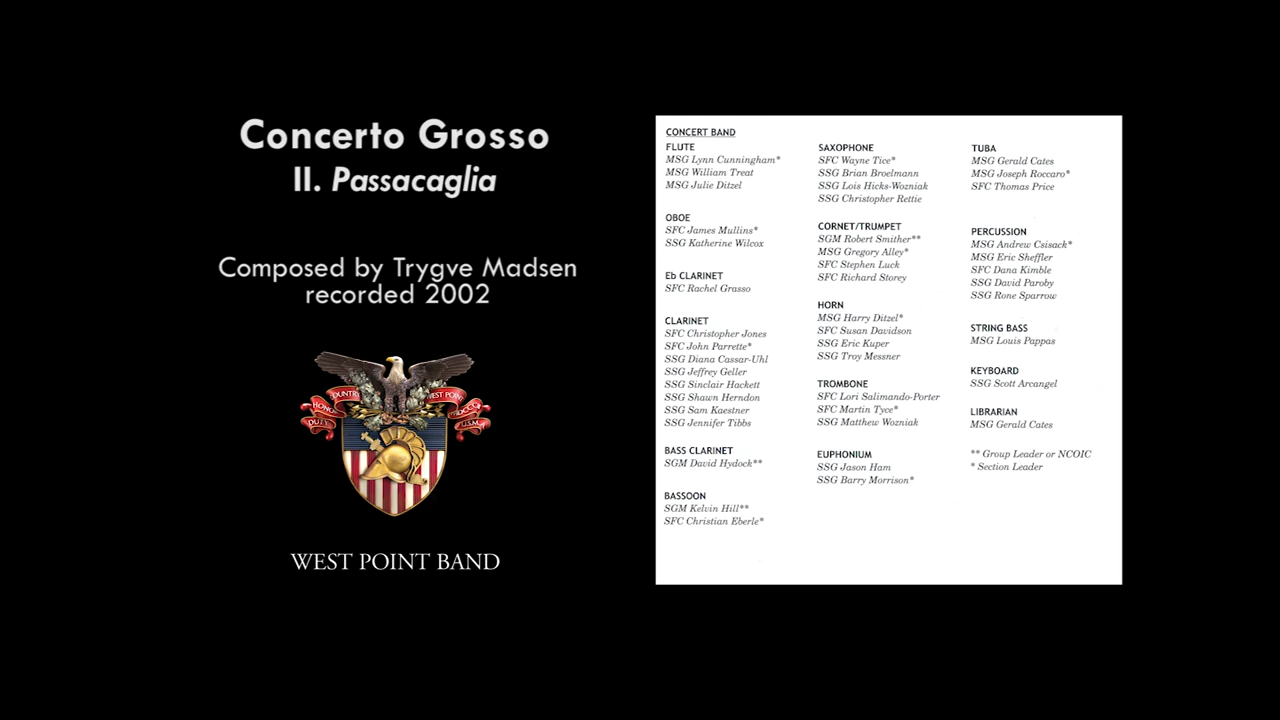 Concerto Grosso
II. Passacaglia
Composed by Trygve Madsen
recorded 2002
HONOR
DUTY
COUNTRY
WEST POINT
MDCCCII
U.S.M.A.
WEST POINT BAND
CONCERT BAND
FLUTE
MSG Lynn Cunningham*
MSG William Treat
MSG Julie Ditzel
OBOE
SFC James Mullins*
SSG Katherine Wilcox
Eb CLARINET
SFC Rachel Grasso
CLARINET
SFC Christopher Jones
SFC John Parrette*
SSG Diana Cassar-Uhl
SSG Jeffrey Geller
SSG Sinclair Hackett
SSG Shawn Herndon
SSG Sam Kaestner
SSG Jennifer Tibbs
BASS CLARINET
SGM David Hydock**
BASSOON
SGM Kelvin Hill**
SFC Christian Eberle*
SAXOPHONE
SFC Wayne Tice*
SSG Brian Broelmann
SSG Lois Hicks-Wozniak
SSG Christopher Rettie
CORNET/TRUMPET
SGM Robert Smither**
MSG Gregory Alley*
SFC Stephen Luck
SFC Richard Storey
HORN
MSG Harry Ditzel*
SFC Susan Davidson
SSG Eric Kuper
SSG Troy Messner
TROMBONE
SFC Lori Salimando-Porter
SFC Martin Tyce*
SSG Matthew Wozniak
EUPHONIUM
SSG Jason Ham
SSG Barry Morrison*
TUBA
MSG Gerald Cates
MSG Joseph Roccaro*
SFC Thomas Price
PERCUSSION
MSG Andrew Csisack*
MSG Eric Sheffler
SFC Dana Kimble
SSG David Paroby
SSG Rone Sparrow
STRING BASS
MSG Louis Pappas
KEYBOARD
SSG Scott Arcangel
LIBRARIAN
MSG Gerald Cates
** Group Leader or NCOIC
* Section Leader